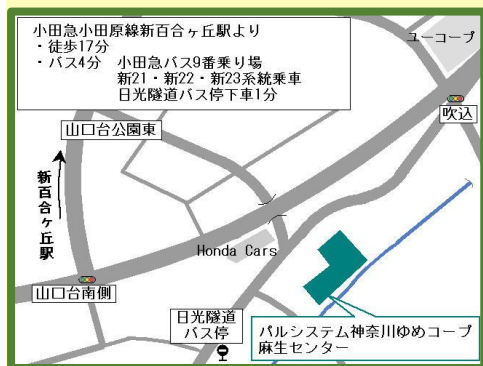 小田急小田原線新百合ヶ丘駅より
・徒歩17分
・バス4分 小田急バス9番乗り場
新21・新22・新23系統乗車
日光隧道バス停下車1分
ユーコープ
吹込
山口台公園東
新百合ヶ丘駅
Honda Cars
山口台南側
日光隧道
バス停
パルシステム神奈川ゆめコープ
麻生センター